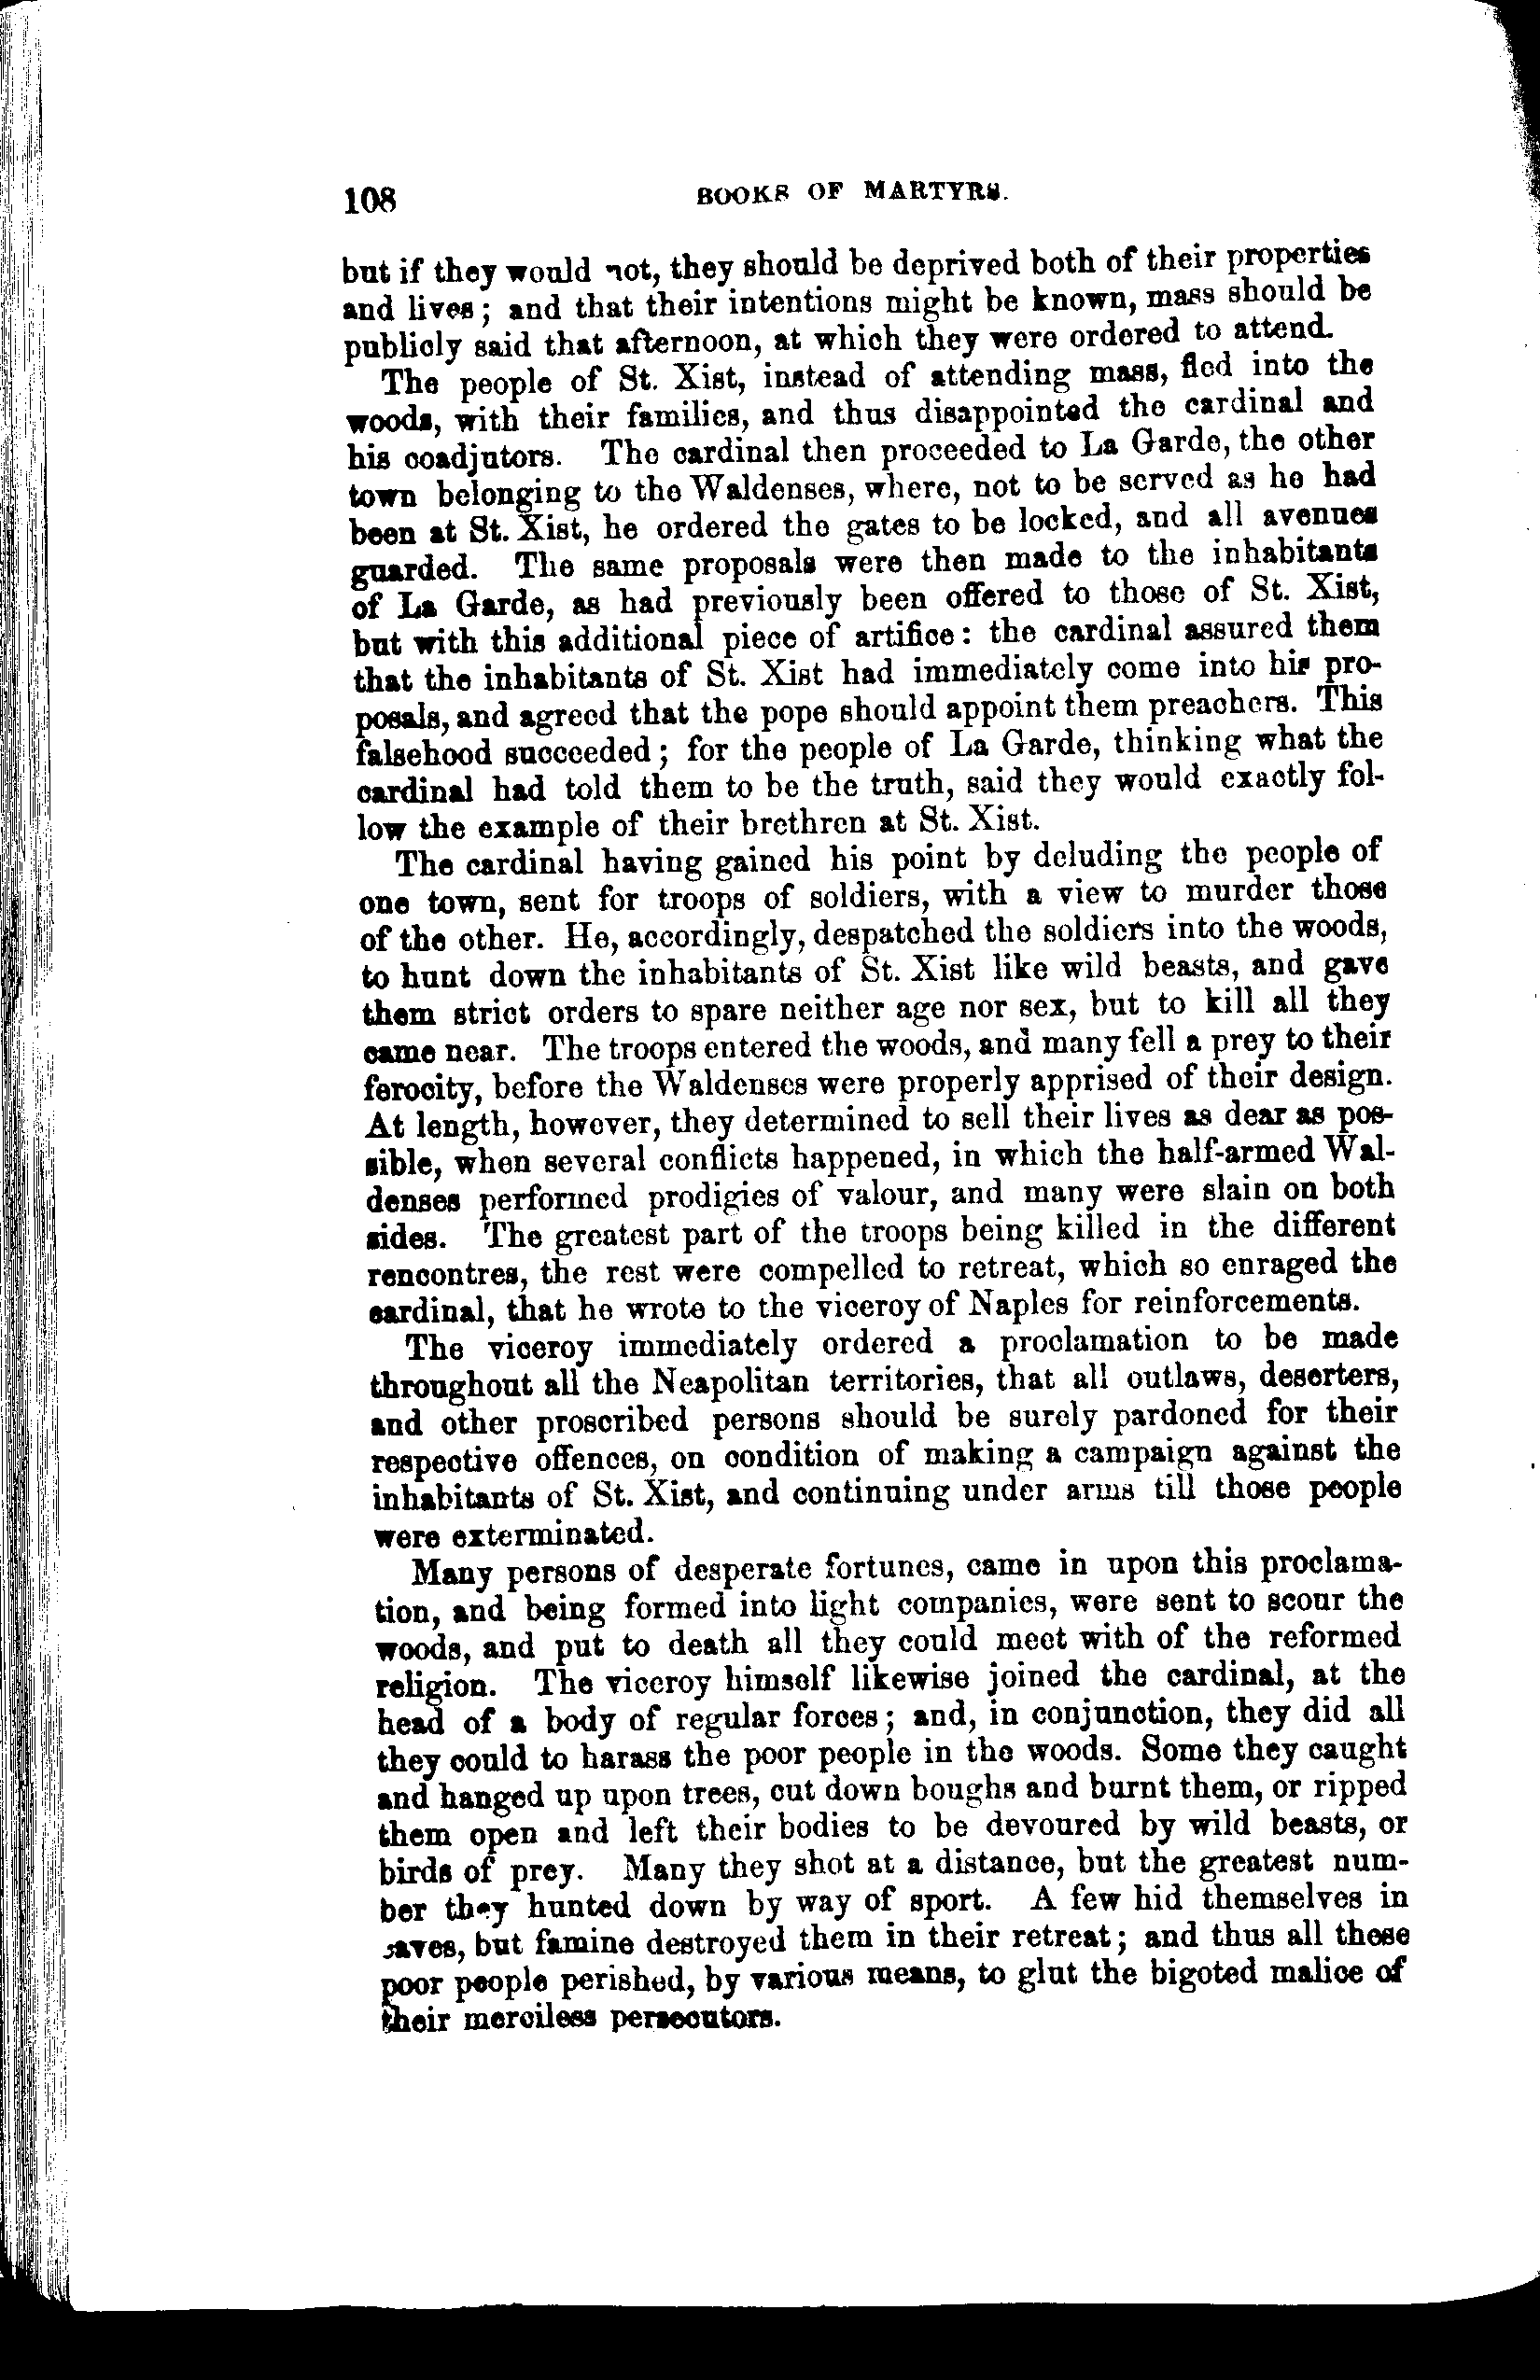 108 BOOKS OF MARTYRS.
but if they would not, they should be deprived both of their properties
and lives; and that their intentions might be known, mass should be
publicly said that afternoon, at which they were ordered to attend.
The people of St. Xist, instead of attending mass, fled into the
woods, with their families, and thus disappointed the cardinal and
his coadjutors. The cardinal then proceeded to La Garde, the other
town belonging to the Waldenses, where, not to be served as he had
been at St. Xist, he ordered the gates to be locked, and all avenues
guarded. The same proposals were then made to the inhabitants
of La Garde, as had previously been offered to those of St. Xist,
but with this additional piece of artifice: the cardinal assured them
that the inhabitants of St. Xist had immediately come into his pro-
posals, and agreed that the pope should appoint them preachers. This
falsehood succeeded; for the people of La Garde, thinking what the
cardinal had told them to be the truth, said they would exactly fol-
low the example of their brethren at St. Xist.
The cardinal having gained his point by deluding the people of
one town, sent for troops of soldiers, with a view to murder those
of the other. He, accordingly, despatched the soldiers into the woods,
to hunt down the inhabitants of St. Xist like wild beasts, and gave
them strict orders to spare neither age nor sex, but to kill all they
came near. The troops entered the woods, and many fell a prey to their
ferocity, before the Waldenses were properly apprised of their design.
At length, however, they determined to sell their lives as dear as pos-
sible, when several conflicts happened, in which the half-armed Wal-
denses performed prodigies of valour, and many were slain on both
sides. The greatest part of the troops being killed in the different
rencontres, the rest were compelled to retreat, which so enraged the
cardinal, that he wrote to the viceroy of Naples for reinforcements.
The viceroy immediately ordered a proclamation to be made
throughout all the Neapolitan territories, that all outlaws, deserters,
and other proscribed persons should be surely pardoned for their
respective offences, on condition of making a campaign against the
inhabitants of St. Xist, and continuing under arms till those people
were exterminated.
Many persons of desperate fortunes, came in upon this proclama-
tion, and being formed into light companies, were sent to scour the
woods, and put to death all they could meet with of the reformed
religion. The viceroy himself likewise joined the cardinal, at the
head of a body of regular forces; and, in conjunction, they did all
they could to harass the poor people in the woods. Some they caught
and hanged up upon trees, cut down boughs and burnt them, or ripped
them open and left their bodies to be devoured by wild beasts, or
birds of prey. Many they shot at a distance, but the greatest num-
ber they hunted down by way of sport. A few hid themselves in
caves, but famine destroyed them in their retreat; and thus all these
poor people perished, by various means, to glut the bigoted malice of
their merciless persecutors.